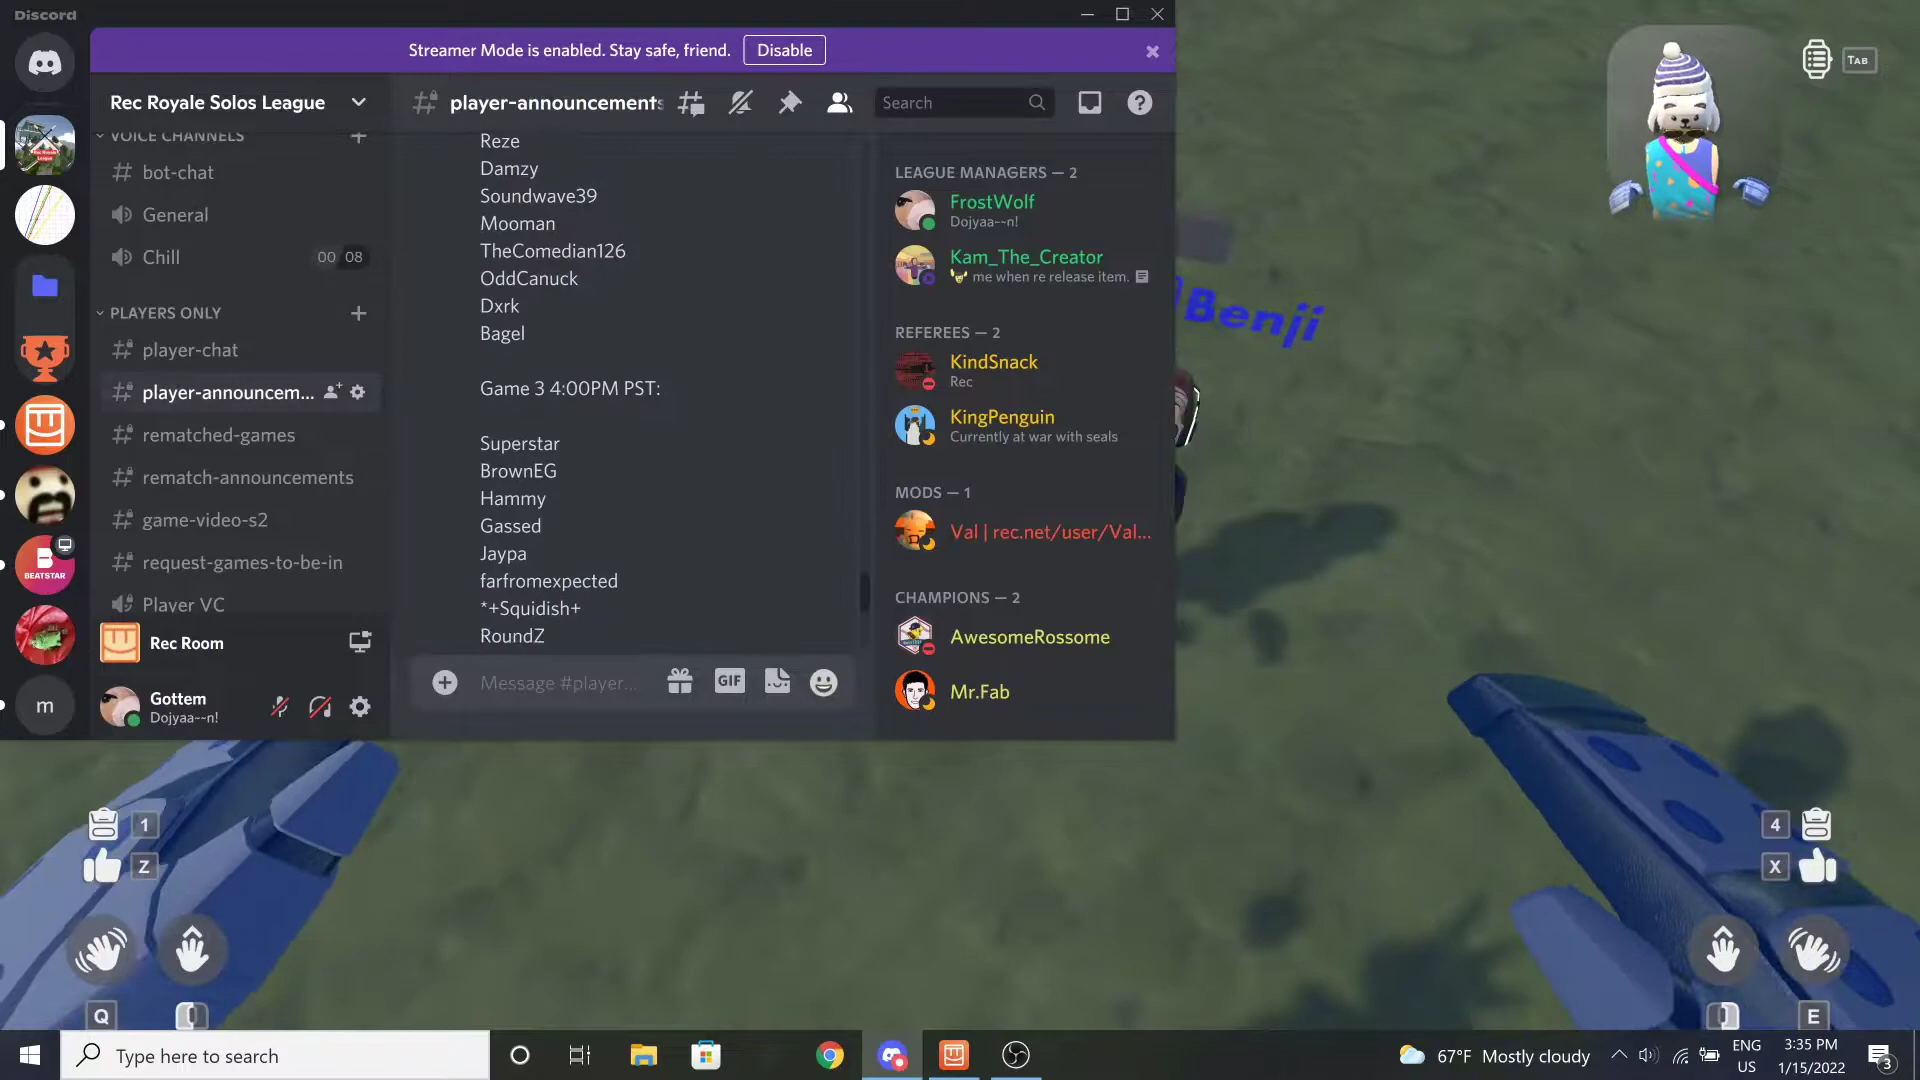 Discord
Streamer Mode is enabled. Stay safe, friend.
Disable
Rec Royale Solos League
player-announcements
Search
TAB
VOICE CHANNELS
bot-chat
General
Chill
00 08
PLAYERS ONLY
player-chat
player-announcem...
rematched-games
rematch-announcements
game-video-s2
request-games-to-be-in
Player VC
Rec Room
Gottem
Dojyaa~~n!
m
BEATSTAR
Reze
Damzy
Soundwave39
Mooman
TheComedian126
OddCanuck
Dxrk
Bagel
Game 3 4:00PM PST:
Superstar
BrownEG
Hammy
Gassed
Jaypa
farfromexpected
*+Squidish+
RoundZ
Message #player...
GIF
LEAGUE MANAGERS — 2
FrostWolf
Dojyaa~~n!
Kam_The_Creator
me when re release item.
REFEREES — 2
KindSnack
Rec
KingPenguin
Currently at war with seals
MODS — 1
Val | rec.net/user/Val...
CHAMPIONS — 2
AwesomeRossome
Mr.Fab
Benji
1
Z
Q
4
X
E
Type here to search
67°F Mostly cloudy
ENG
US
3:35 PM
1/15/2022
3